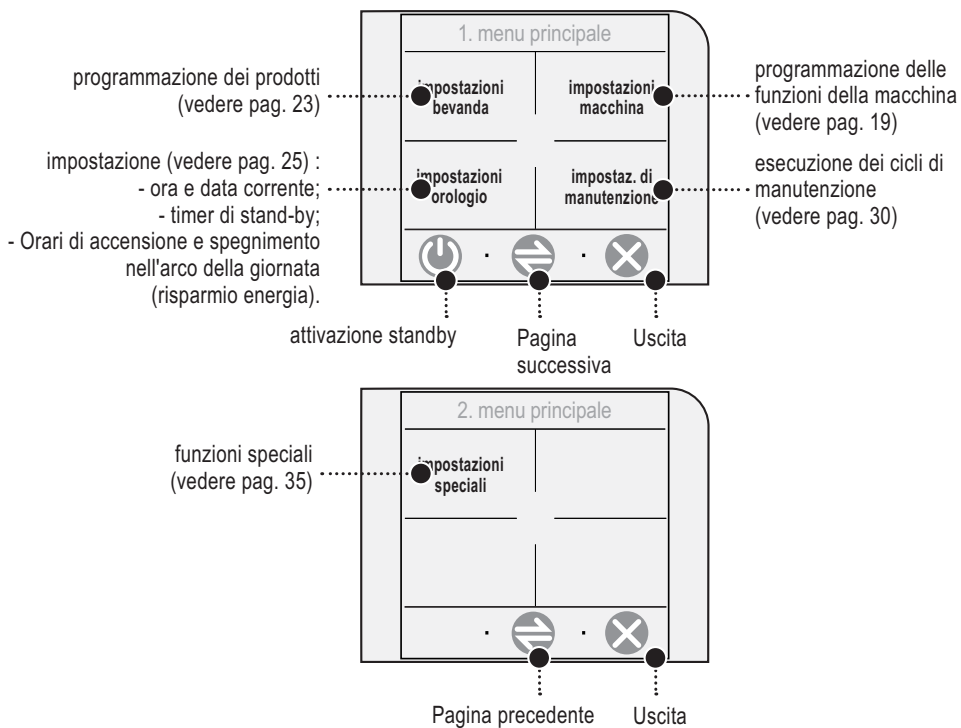 1. menu principale
programmazione dei prodotti
(vedere pag. 23)
impostazioni
bevanda
impostazioni
macchina
programmazione delle
funzioni della macchina
(vedere pag. 19)
impostazione (vedere pag. 25) :
- ora e data corrente;
- timer di stand-by;
- Orari di accensione e spegnimento
nell'arco della giornata
(risparmio energia).
impostazioni
orologio
impostaz. di
manutenzione
esecuzione dei cicli di
manutenzione
(vedere pag. 30)
attivazione standby
Pagina
successiva
Uscita
2. menu principale
funzioni speciali
(vedere pag. 35)
impostazioni
speciali
Pagina precedente
Uscita